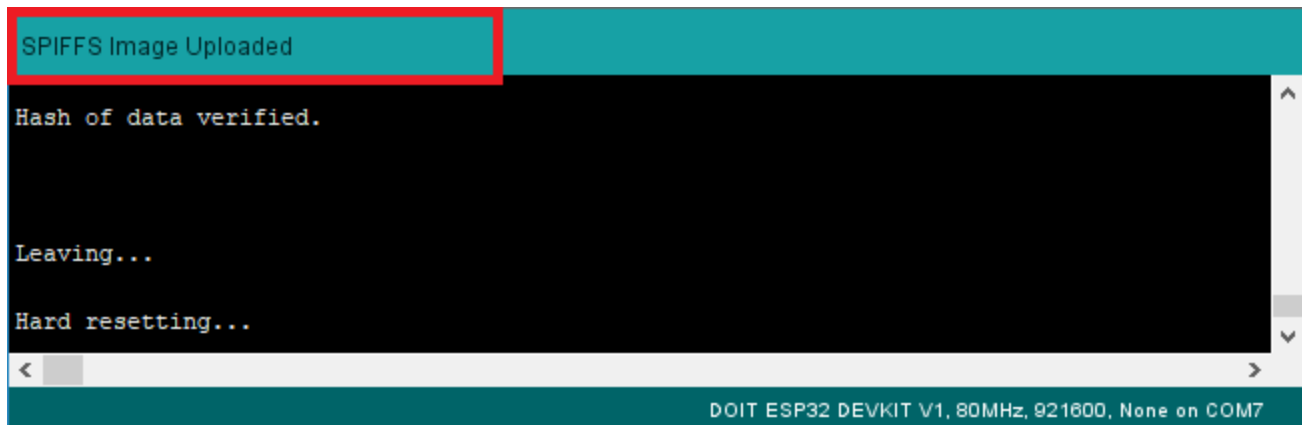 SPIFFS Image Uploaded
Hash of data verified.
Leaving...
Hard resetting...
DOIT ESP32 DEVKIT V1, 80MHz, 921600, None on COM7